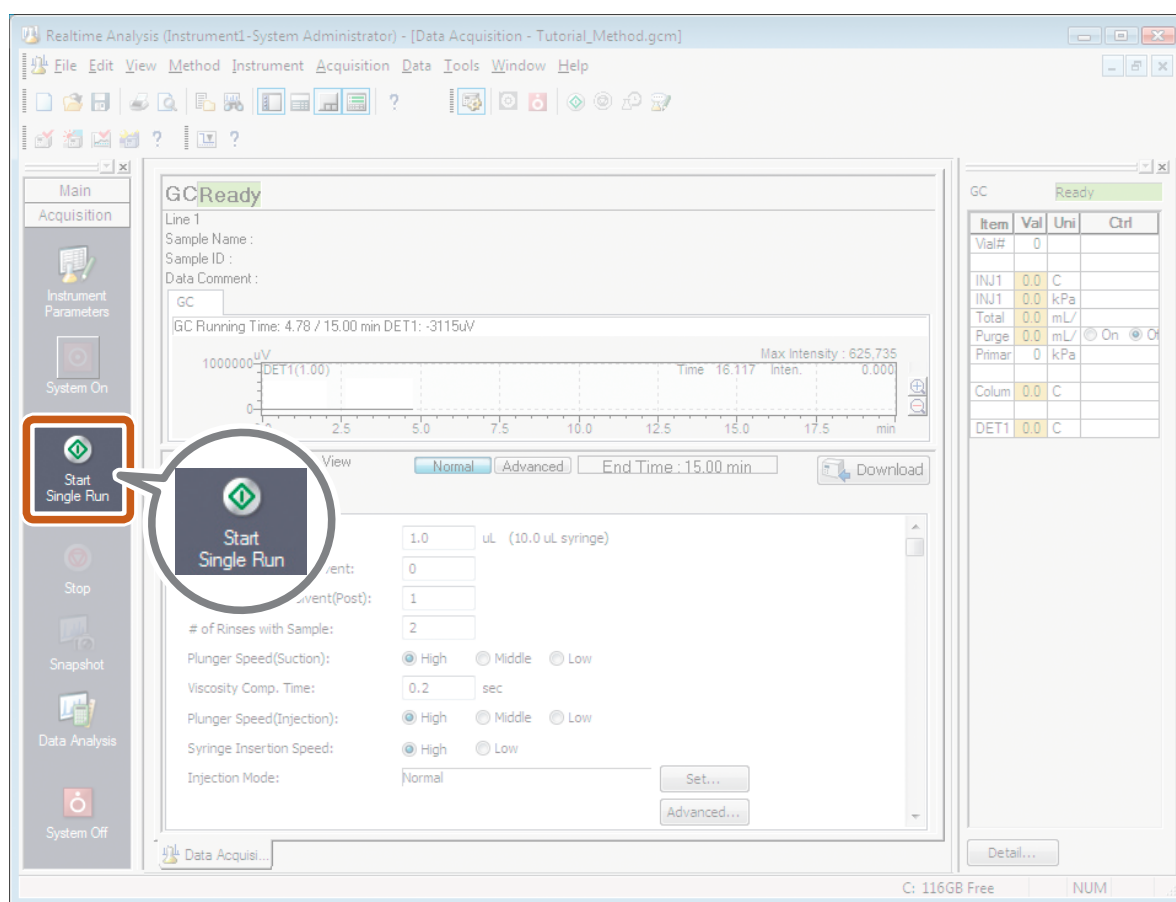 Realtime Analysis (Instrument1-System Administrator) - [Data Acquisition - Tutorial_Method.gcm]
File Edit View Method Instrument Acquisition Data Tools Window Help
?
? ?
Main
Acquisition
Instrument
Parameters
System On
Start
Single Run
Stop
Snapshot
Data Analysis
System Off
GC Ready
Line 1
Sample Name :
Sample ID :
Data Comment :
GC
GC Running Time: 4.78 / 15.00 min DET1: -3115uV
uV
Max Intensity : 625,735
1000000
DET1(1.00)
Time 16.117 Inten. 0.000
0
2.5 5.0 7.5 10.0 12.5 15.0 17.5 min
View
Normal Advanced End Time : 15.00 min Download
Start
Single Run
1.0 uL (10.0 uL syringe)
0
(Post): 1
# of Rinses with Sample: 2
Plunger Speed(Suction): High Middle Low
Viscosity Comp. Time: 0.2 sec
Plunger Speed(Injection): High Middle Low
Syringe Insertion Speed: High Low
Injection Mode: Normal Set...
Advanced...
Data Acquisi...
GC Ready
Item Val Uni Ctrl
Vial# 0
INJ1 0.0 C
INJ1 0.0 kPa
Total 0.0 mL/
Purge 0.0 mL/ On Of
Primar 0 kPa
Colum 0.0 C
DET1 0.0 C
Detail...
C: 116GB Free NUM